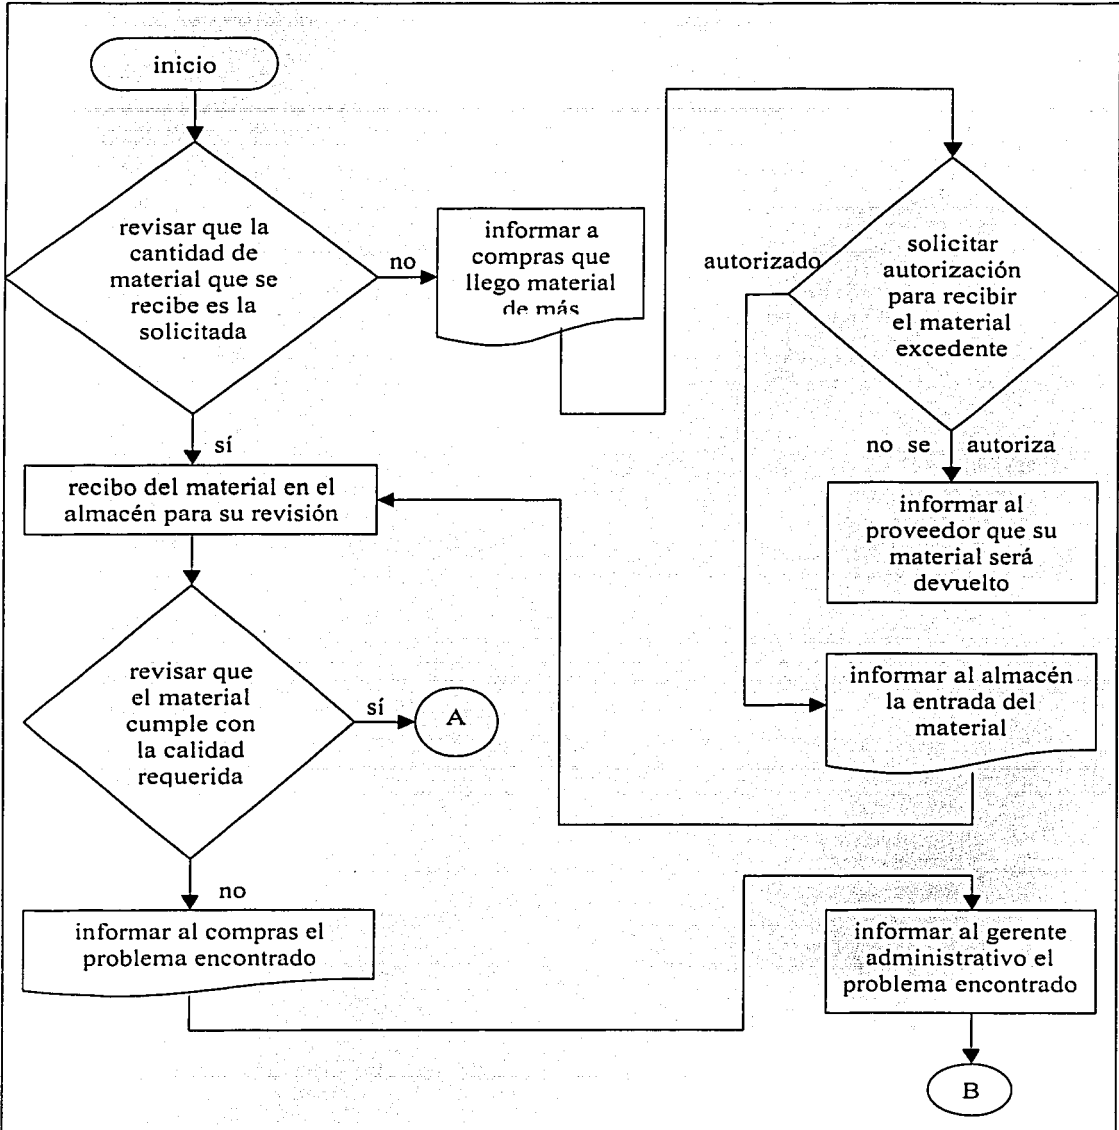 inicio
revisar que la
cantidad de
material que se
recibe es la
solicitada
no
informar a
compras que
llego material
de más
autorizado
solicitar
autorización
para recibir
el material
excedente
sí
no se autoriza
recibo del material en el
almacén para su revisión
informar al
proveedor que su
material será
devuelto
revisar que
el material
cumple con
la calidad
requerida
sí
A
informar al almacén
la entrada del
material
no
informar al compras el
problema encontrado
informar al gerente
administrativo el
problema encontrado
B